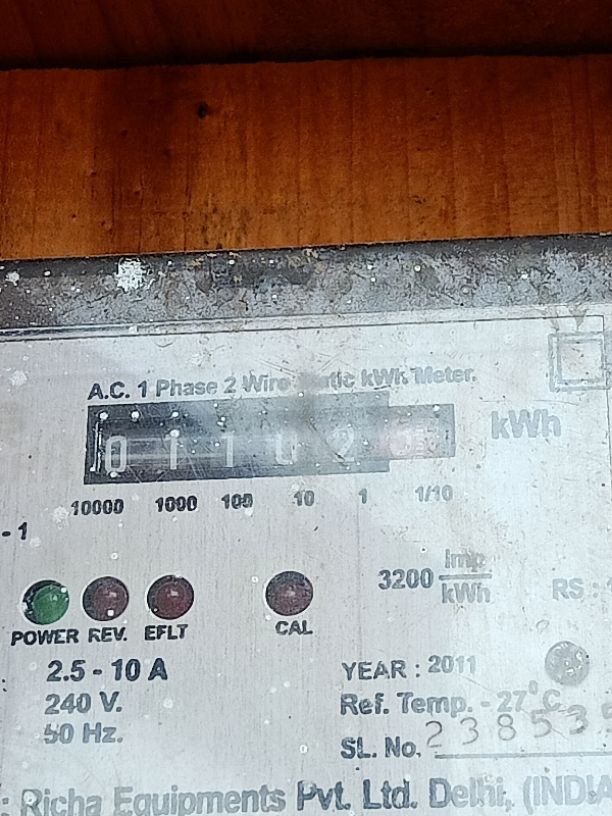 A.C. 1 Phase 2 Wire Static kWh Meter.
0 1 1 0 2
kWh
10000 1000 100 10 1 1/10
- 1
3200 imp/kWh
RS :
POWER REV. EFLT CAL
2.5 - 10 A
240 V.
50 Hz.
YEAR : 2011
Ref. Temp. - 27°C.
SL. No. 23853
: Richa Equipments Pvt. Ltd. Delhi, (INDIA